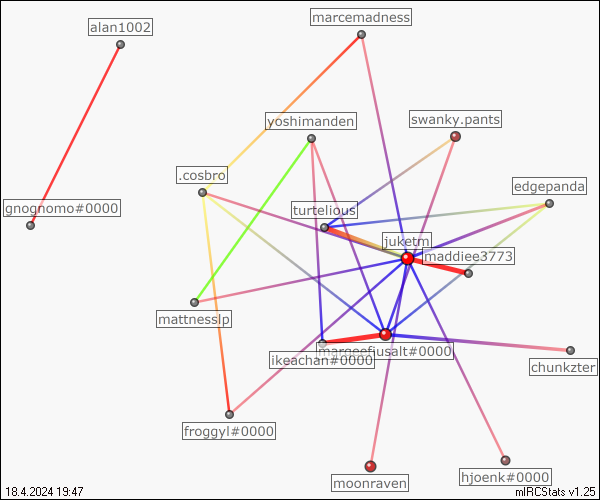 marcemadness
alan1002
swanky.pants
yoshimanden
.cosbro
edgepanda
gnognomo#0000
turtelious
juketm
maddiee3773
mattnesslp
margeefiusalt#0000
ikeachan#0000
chunkzter
froggyl#0000
hjoenk#0000
moonraven
18.4.2024 19:47
mIRCStats v1.25